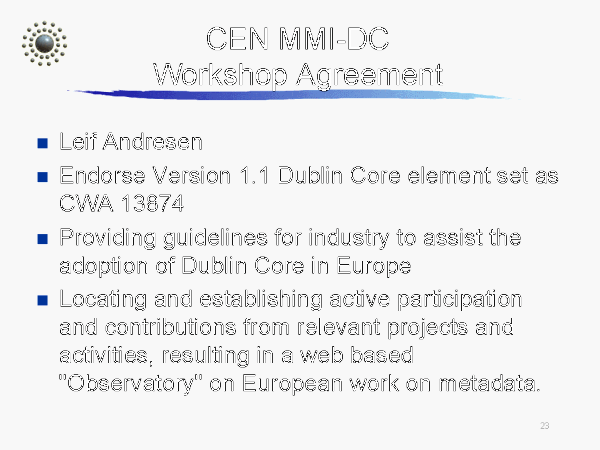 CEN MMI-DC
Workshop Agreement
Leif Andresen
Endorse Version 1.1 Dublin Core element set as
CWA 13874
Providing guidelines for industry to assist the
adoption of Dublin Core in Europe
Locating and establishing active participation
and contributions from relevant projects and
activities, resulting in a web based
"Observatory" on European work on metadata.
23